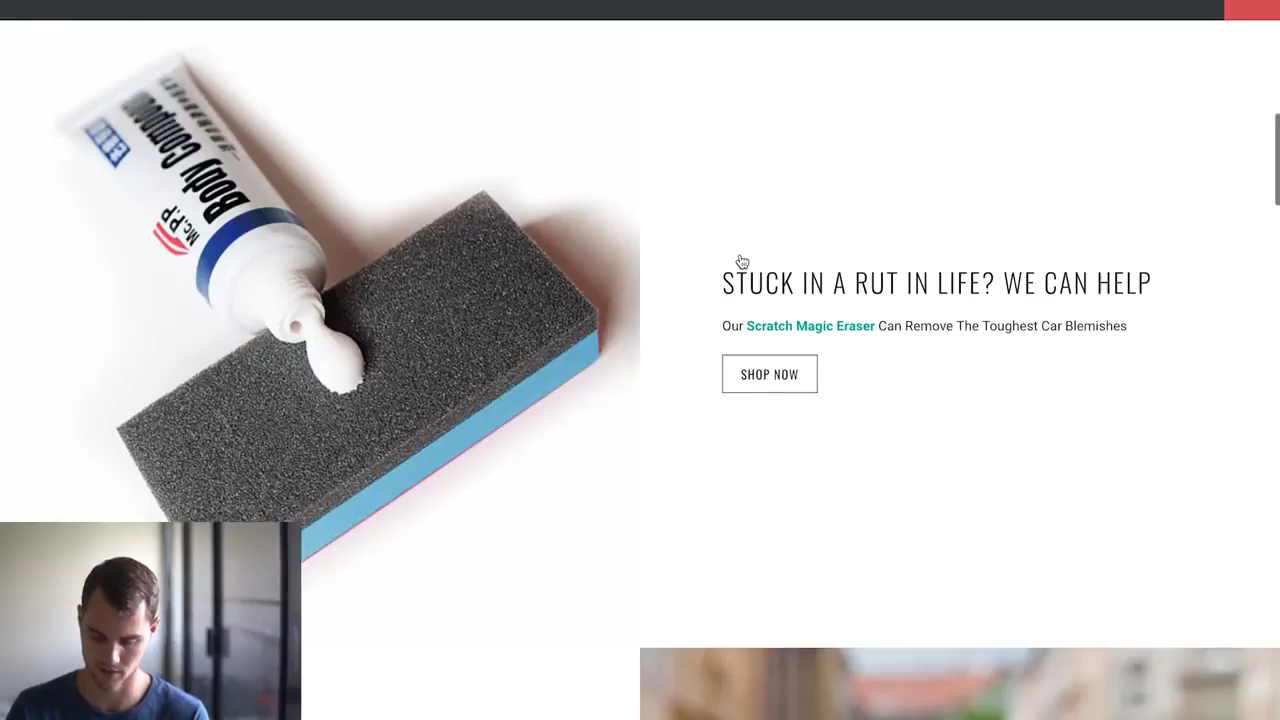 Body Compound
Mc.P.P
STUCK IN A RUT IN LIFE? WE CAN HELP
Our Scratch Magic Eraser Can Remove The Toughest Car Blemishes
SHOP NOW